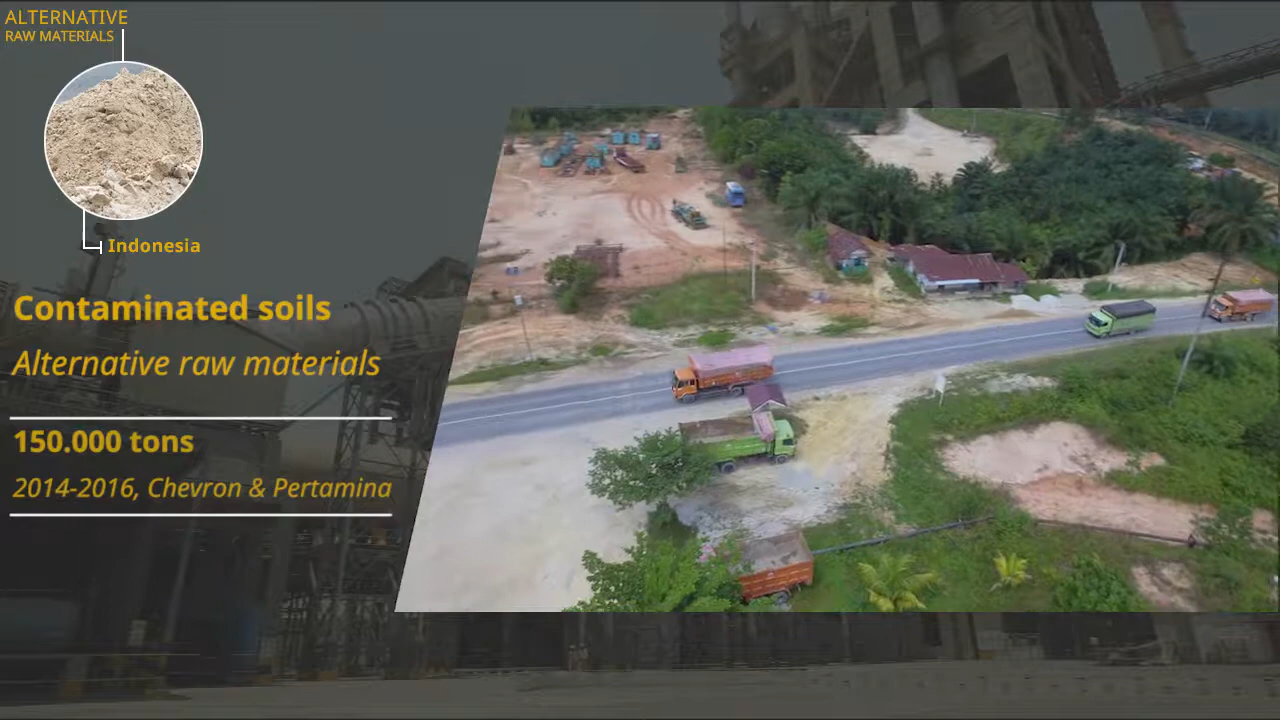 ALTERNATIVE
RAW MATERIALS
Indonesia
Contaminated soils
Alternative raw materials
150.000 tons
2014-2016, Chevron & Pertamina